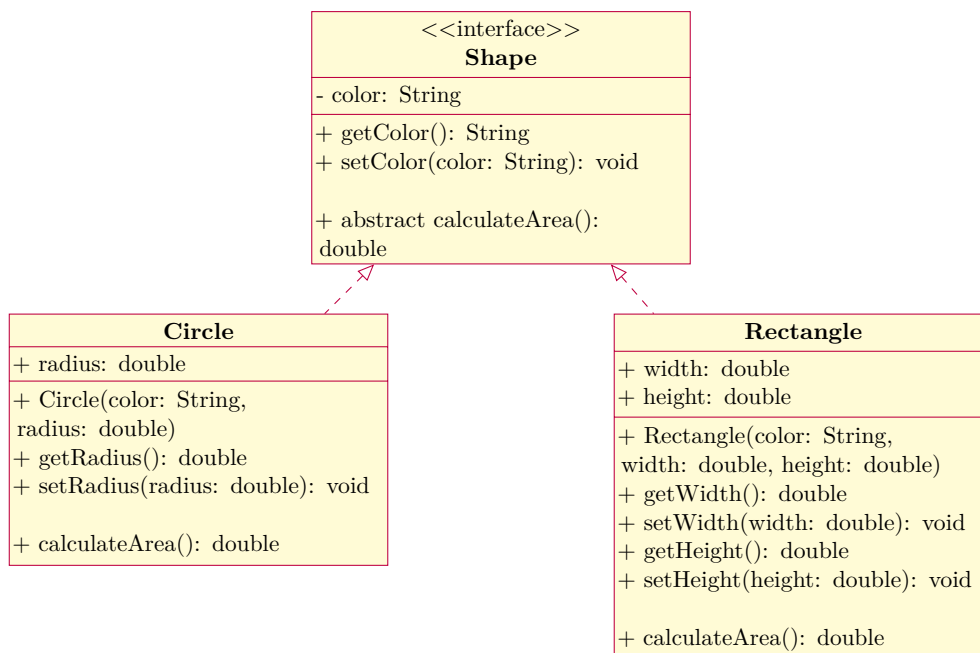 <<interface>>
Shape
- color: String
+ getColor(): String
+ setColor(color: String): void
+ abstract calculateArea():
double
Circle
+ radius: double
+ Circle(color: String,
radius: double)
+ getRadius(): double
+ setRadius(radius: double): void
+ calculateArea(): double
Rectangle
+ width: double
+ height: double
+ Rectangle(color: String,
width: double, height: double)
+ getWidth(): double
+ setWidth(width: double): void
+ getHeight(): double
+ setHeight(height: double): void
+ calculateArea(): double